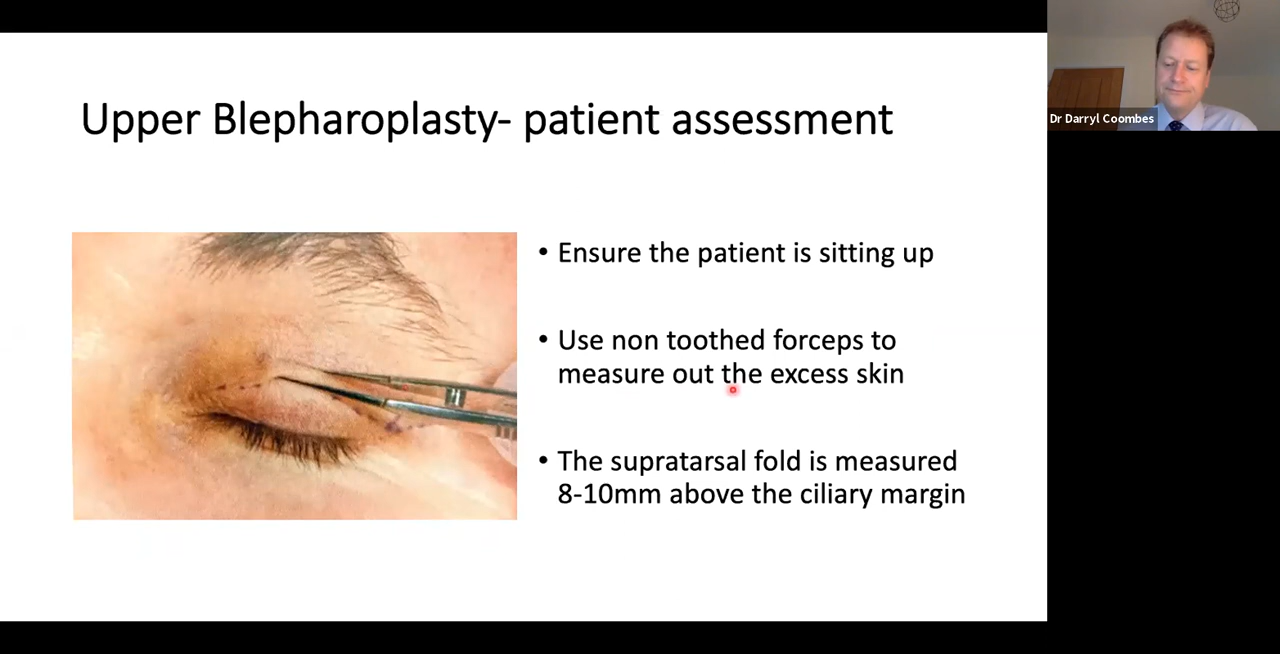 Upper Blepharoplasty- patient assessment
• Ensure the patient is sitting up
• Use non toothed forceps to
measure out the excess skin
• The supratarsal fold is measured
8-10mm above the ciliary margin
Dr Darryl Coombes